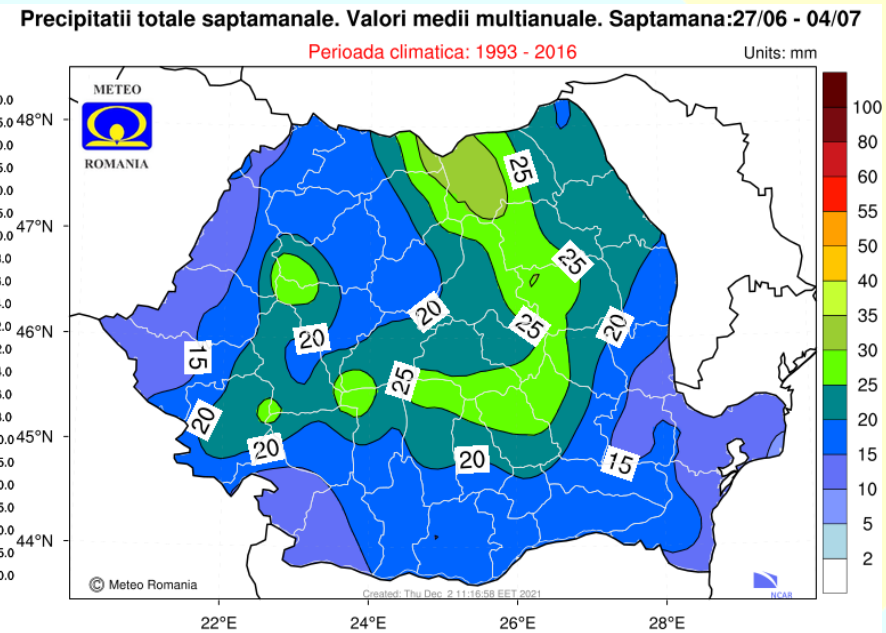 Precipitatii totale saptamanale. Valori medii multianuale. Saptamana:27/06 - 04/07
Perioada climatica: 1993 - 2016
Units: mm
METEO
ROMANIA
48°N
47°N
46°N
45°N
44°N
25
25
20
25
20
20
15
25
20
20
20
15
100
80
60
55
50
40
35
30
25
20
15
10
5
2
© Meteo Romania
Created: Thu Dec 2 11:16:58 EET 2021
NCAR
22°E
24°E
26°E
28°E